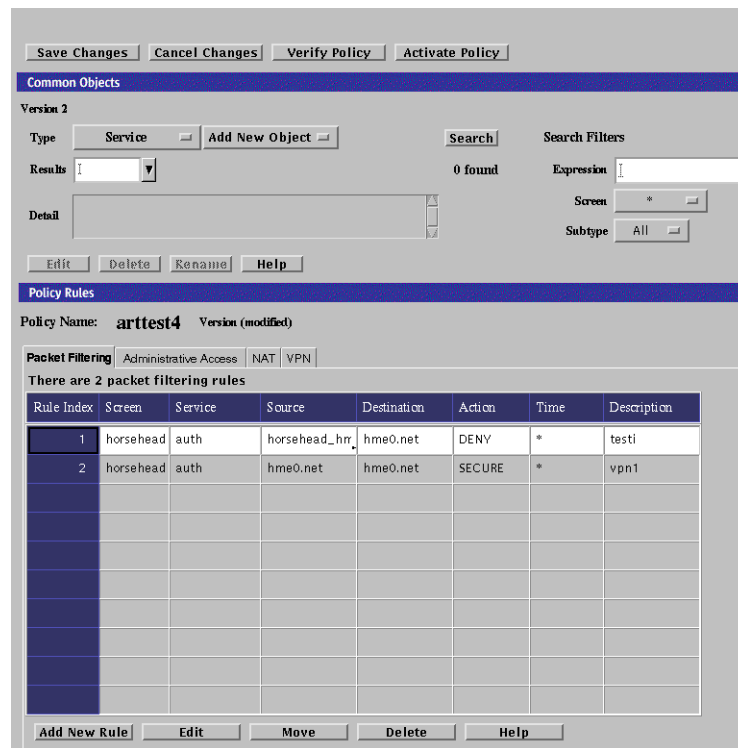 Save Changes Cancel Changes Verify Policy Activate Policy
Common Objects
Version 2
Type Service Add New Object Search Search Filters
Results 0 found Expression
Screen *
Detail
Subtype All
Edit Delete Rename Help
Policy Rules
Policy Name: arttest4 Version (modified)
Packet Filtering Administrative Access NAT VPN
There are 2 packet filtering rules
Rule Index Screen Service Source Destination Action Time Description
1 horsehead auth horsehead_hm hme0.net DENY * testi
2 horsehead auth hme0.net hme0.net SECURE * vpn1
Add New Rule Edit Move Delete Help